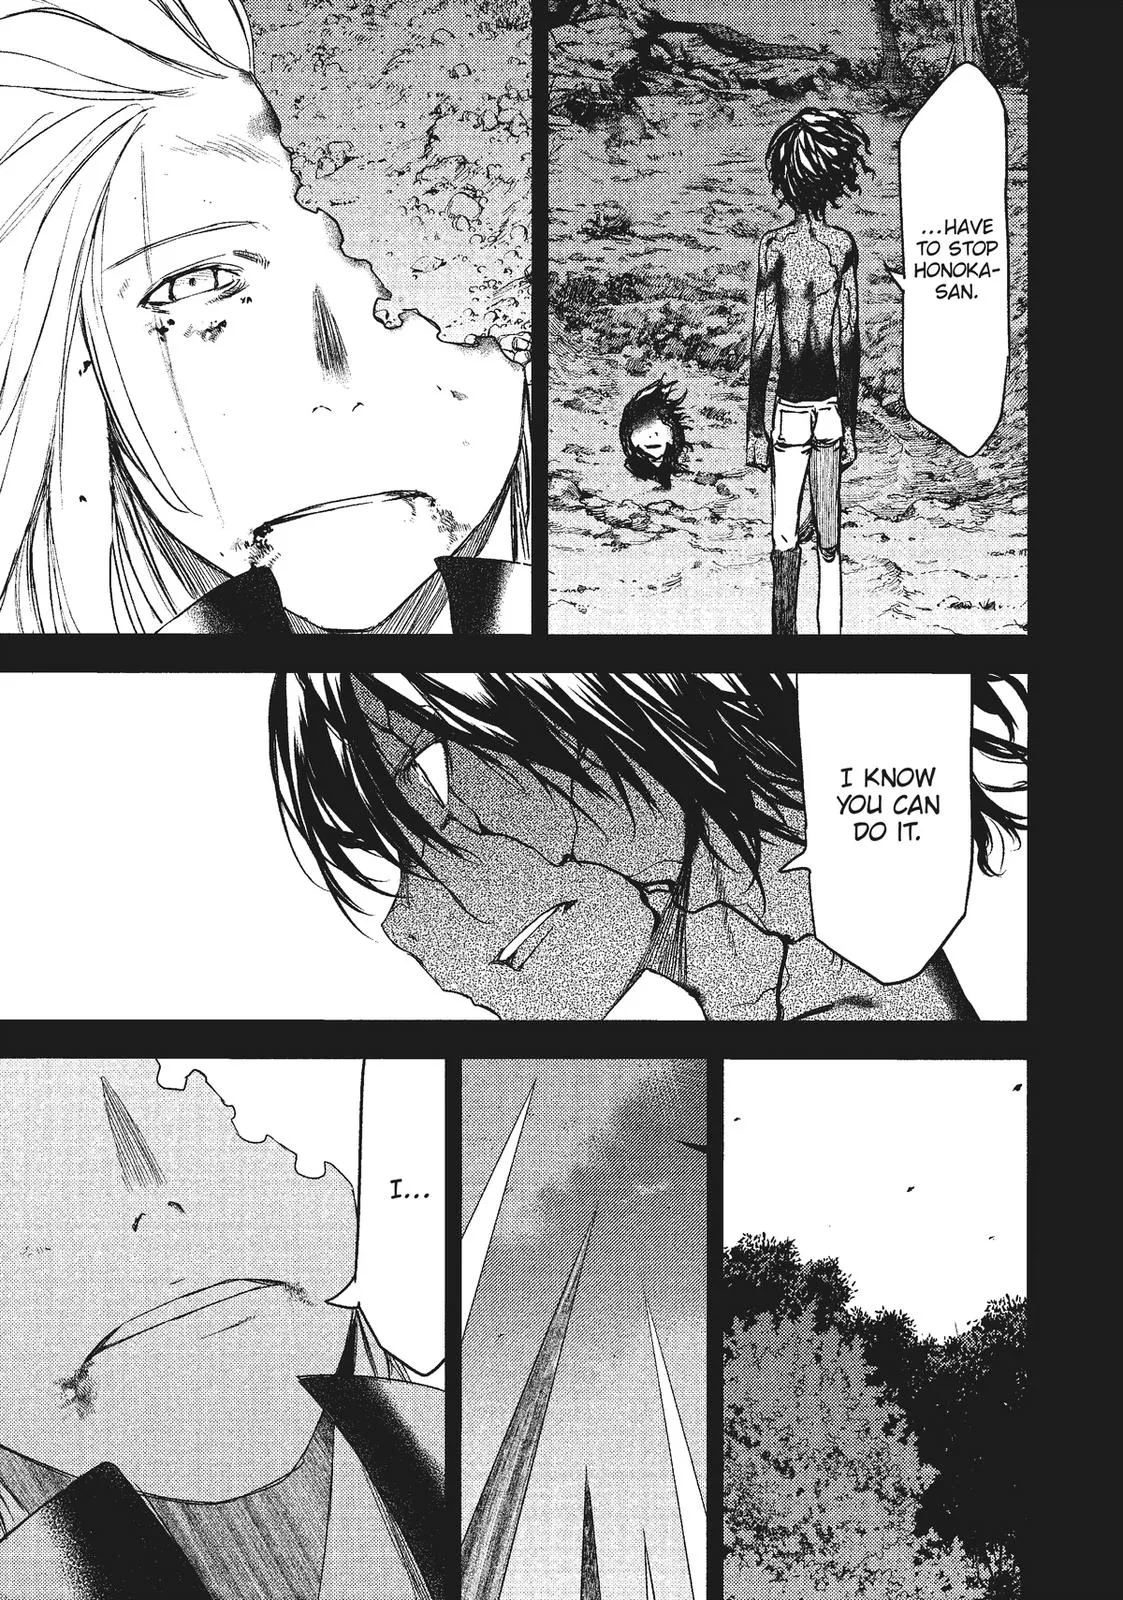 ...HAVE
TO STOP
HONOKA-
SAN.
I KNOW
YOU CAN
DO IT.
I...